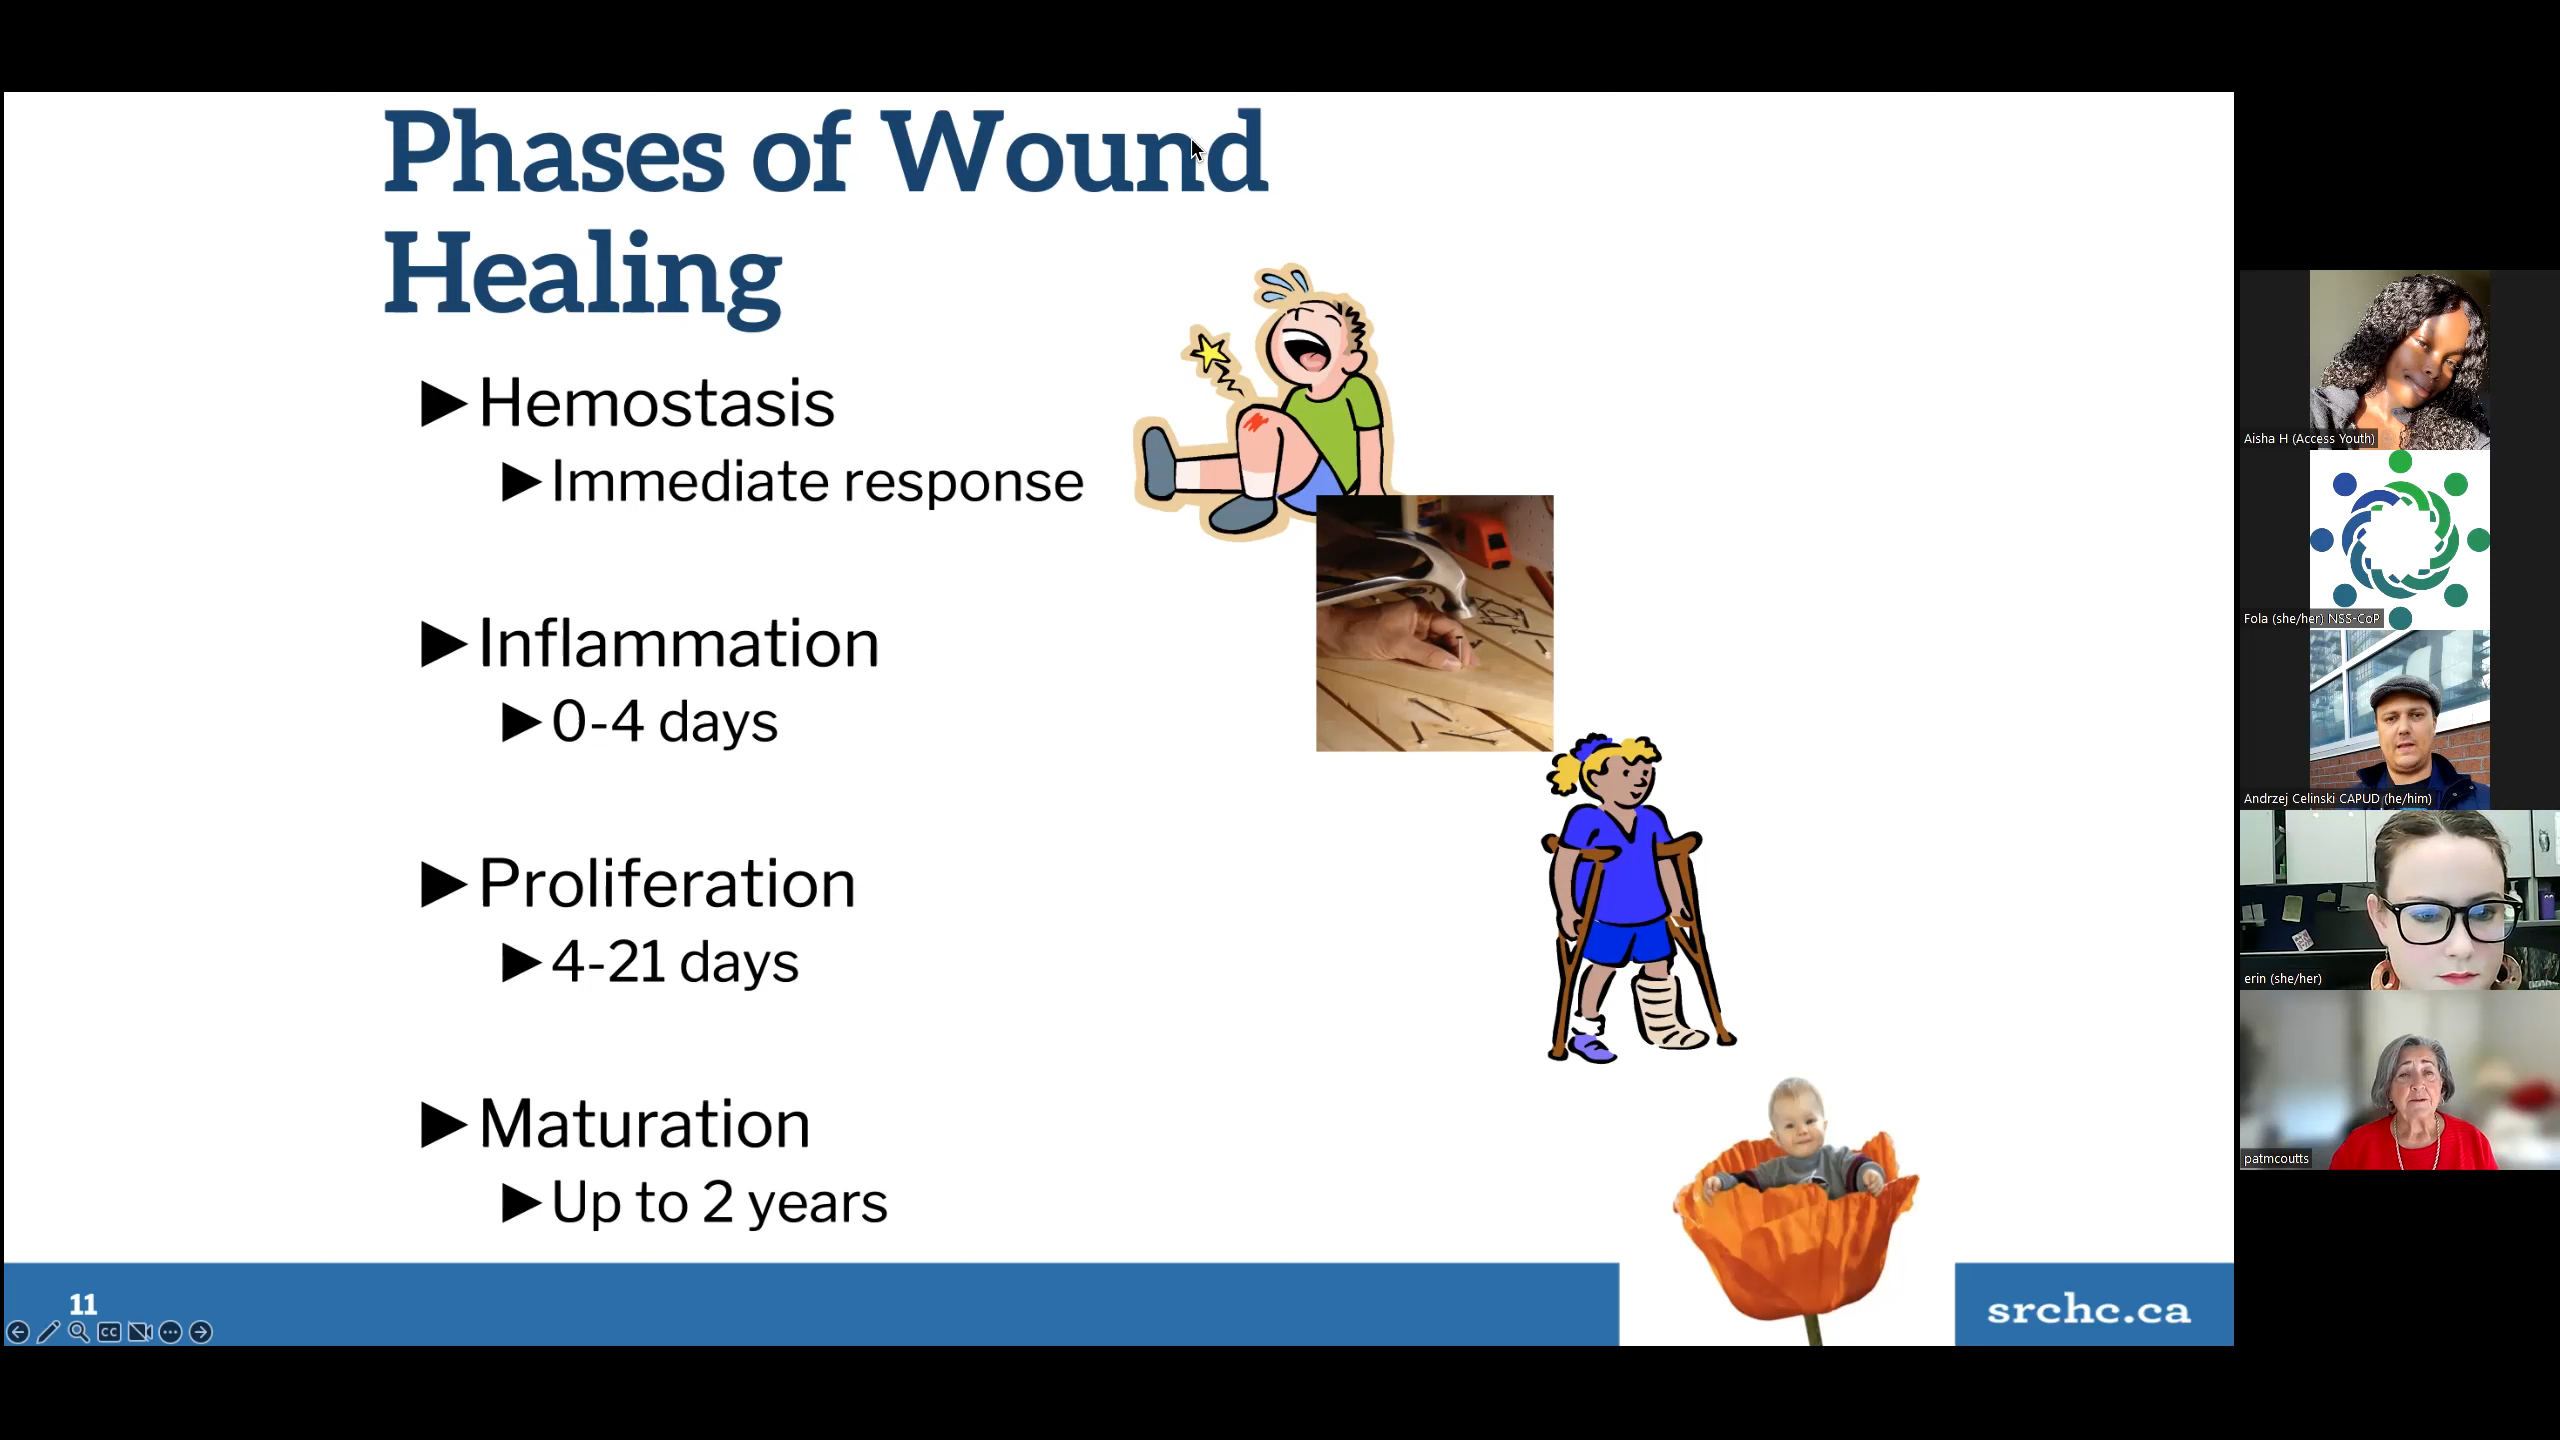 Phases of Wound
Healing
►Hemostasis
►Immediate response
►Inflammation
►0-4 days
►Proliferation
►4-21 days
►Maturation
►Up to 2 years
11
CC
srchc.ca
Aisha H (Access Youth)
Fola (she/her) NSS-CoP
Andrzej Celinski CAPUD (he/him)
erin (she/her)
patmcoutts